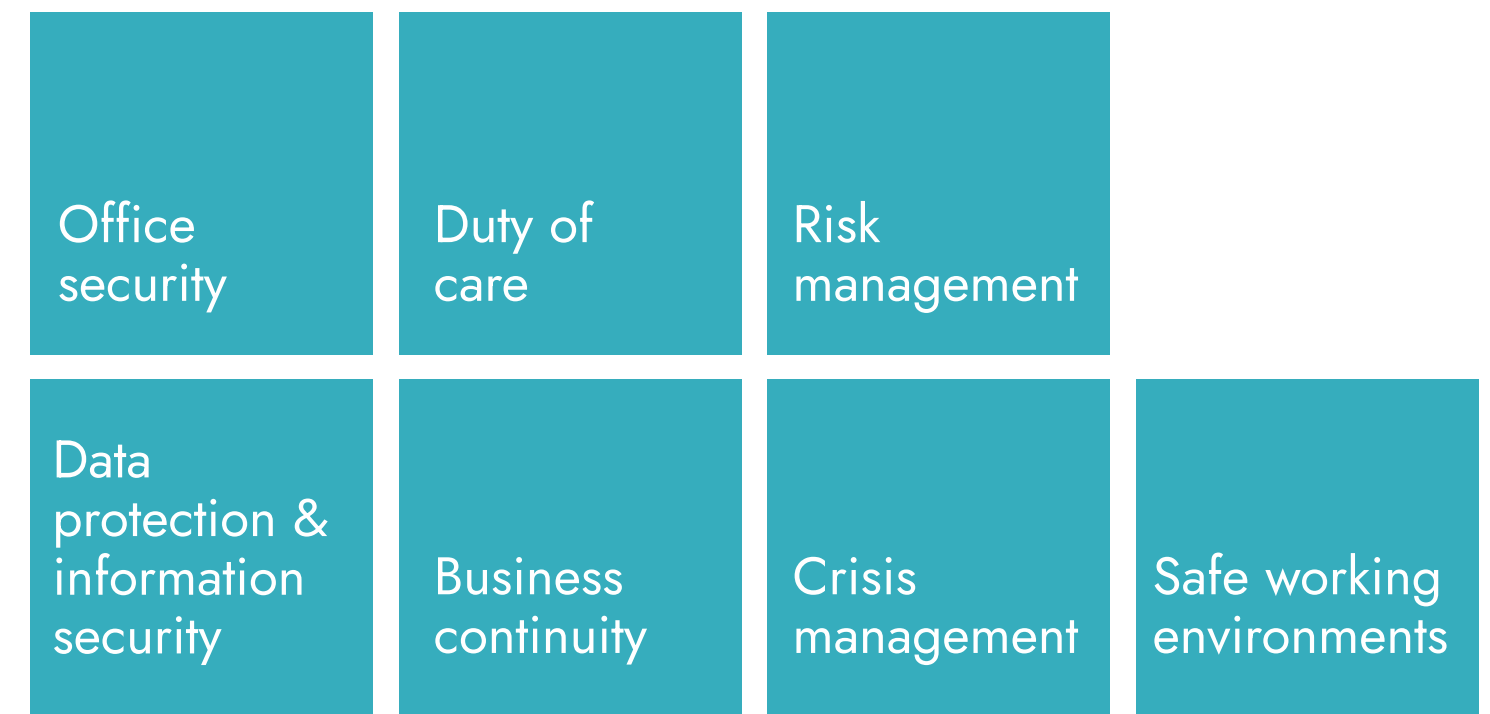 Office
security
Duty of
care
Risk
management
Data
protection &
information
security
Business
continuity
Crisis
management
Safe working
environments